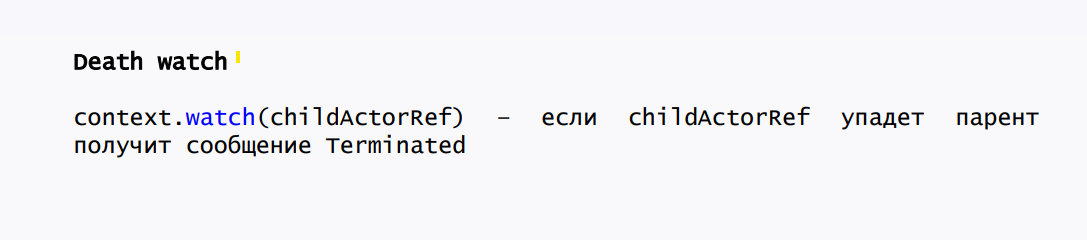 Death watch
context.watch(childActorRef) – если childActorRef упадет парент
получит сообщение Terminated